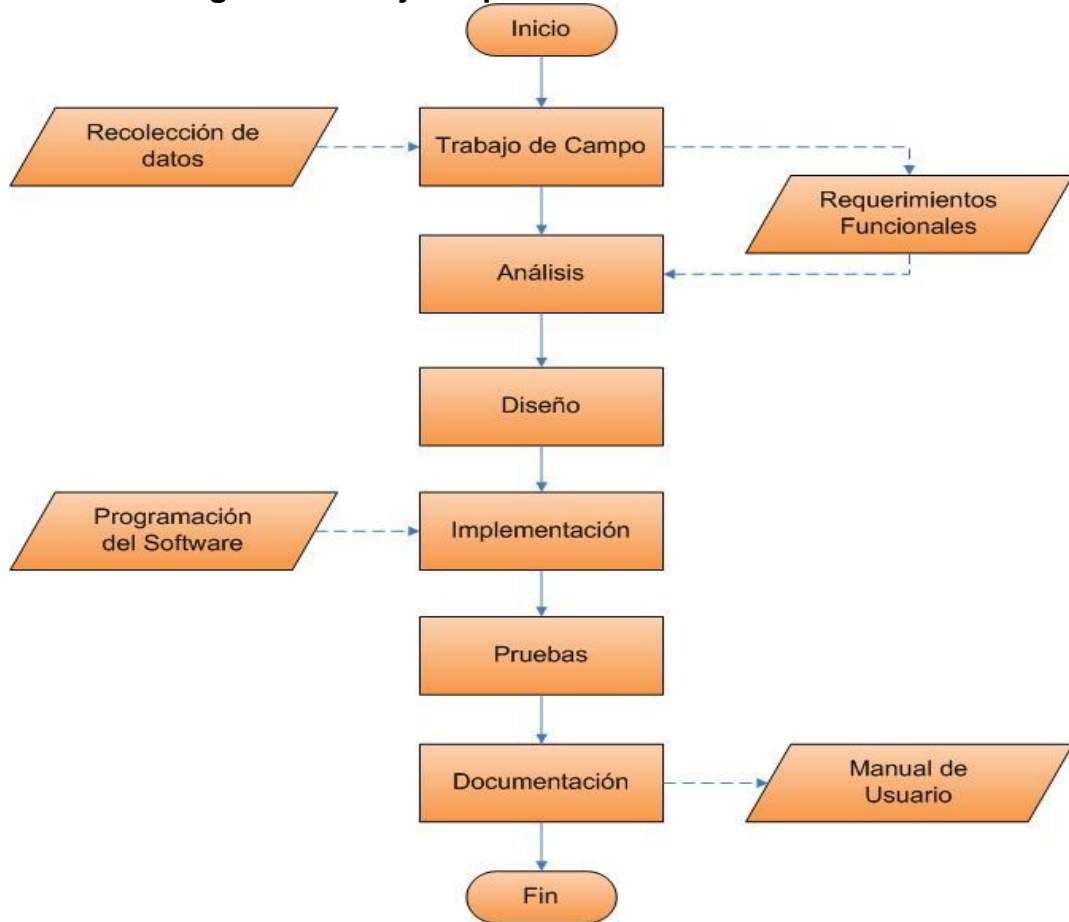 Inicio
Recolección de
datos
Trabajo de Campo
Requerimientos
Funcionales
Análisis
Diseño
Programación
del Software
Implementación
Pruebas
Documentación
Manual de
Usuario
Fin